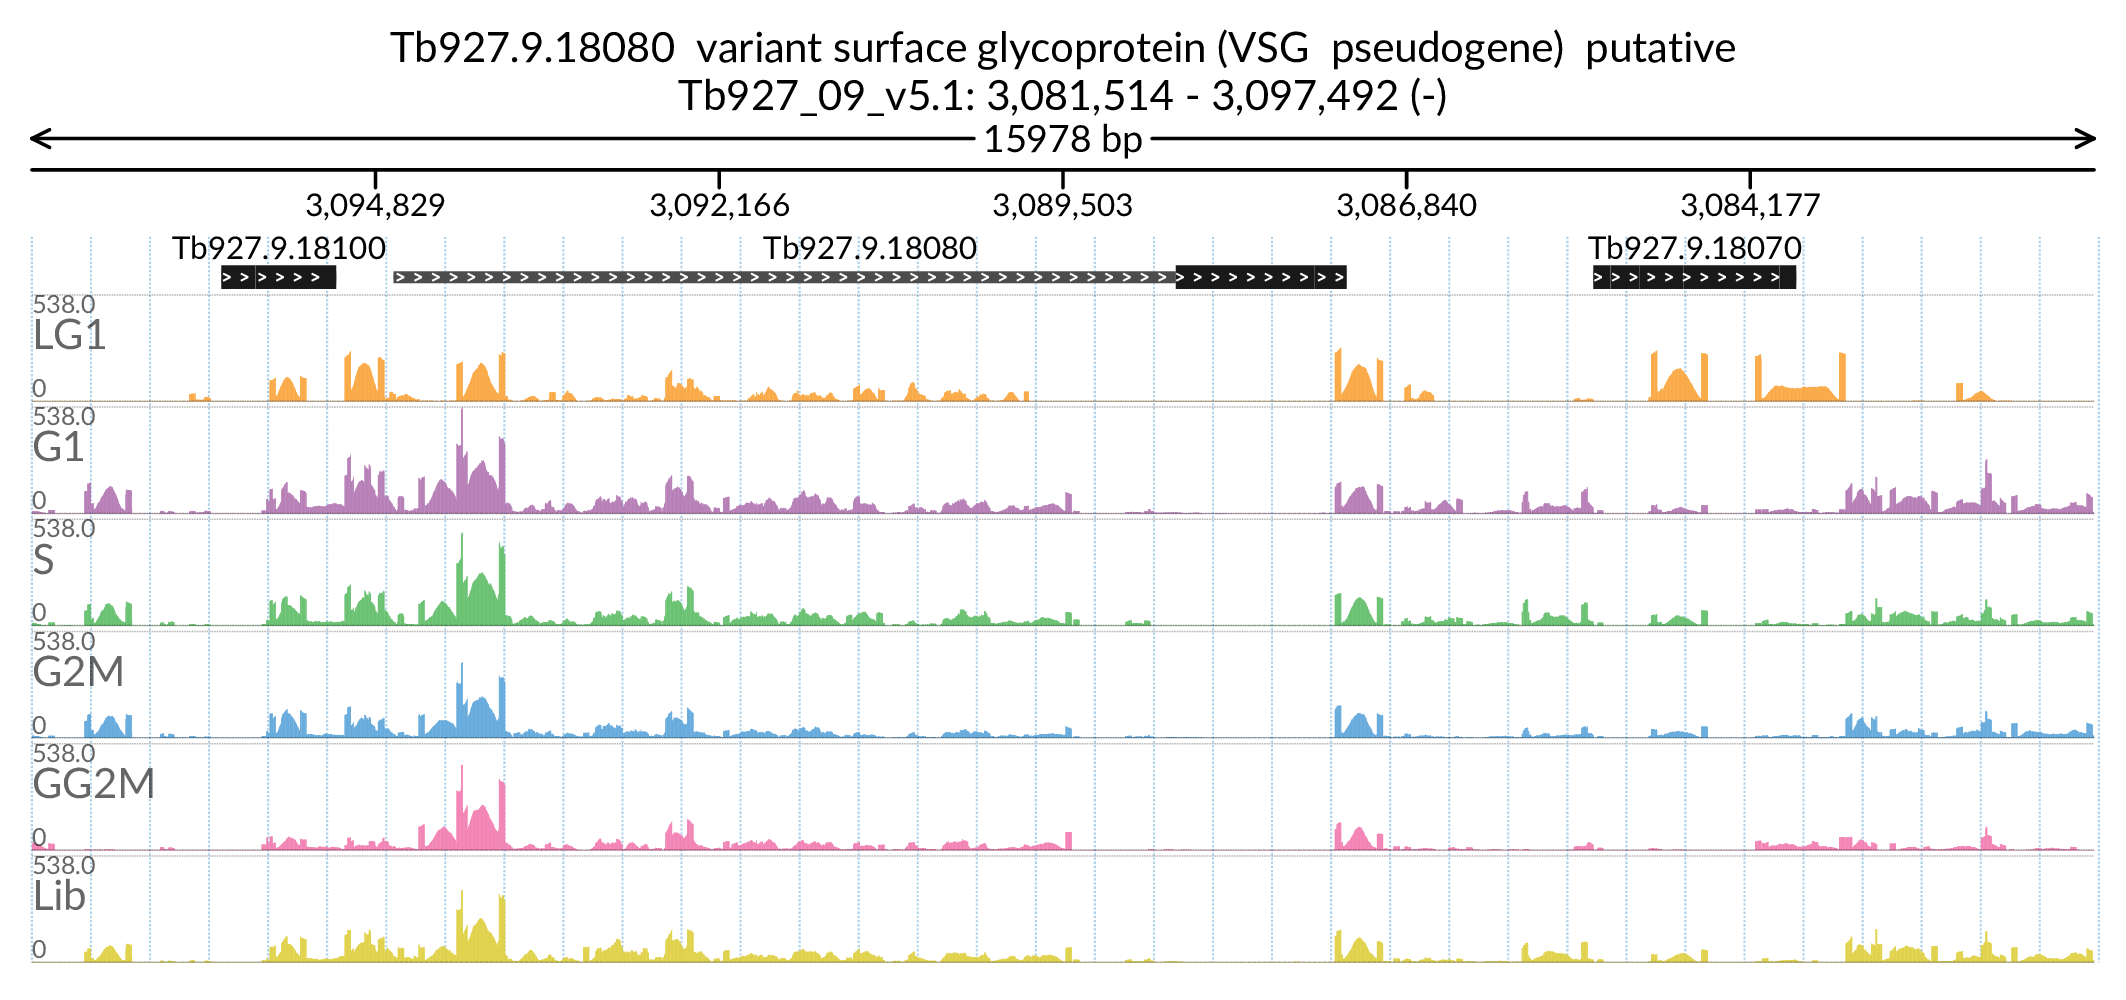 Tb927.9.18080 variant surface glycoprotein (VSG pseudogene) putative
Tb927_09_v5.1: 3,081,514 - 3,097,492 (-)
15978 bp
3,094,829 3,092,166 3,089,503 3,086,840 3,084,177
Tb927.9.18100 Tb927.9.18080 Tb927.9.18070
538.0
LG1
0
538.0
G1
0
538.0
S
0
538.0
G2M
0
538.0
GG2M
0
538.0
Lib
0